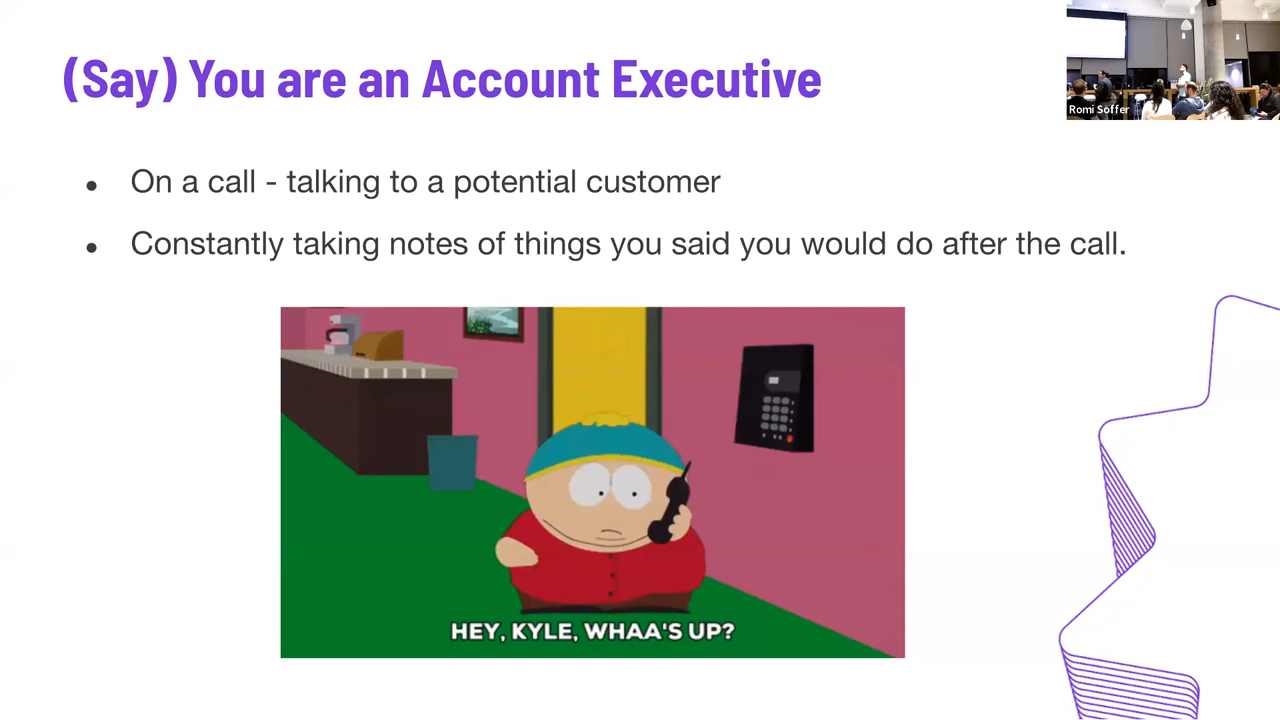 (Say) You are an Account Executive
Romi Soffer
● On a call - talking to a potential customer
● Constantly taking notes of things you said you would do after the call.
HEY, KYLE, WHAA'S UP?